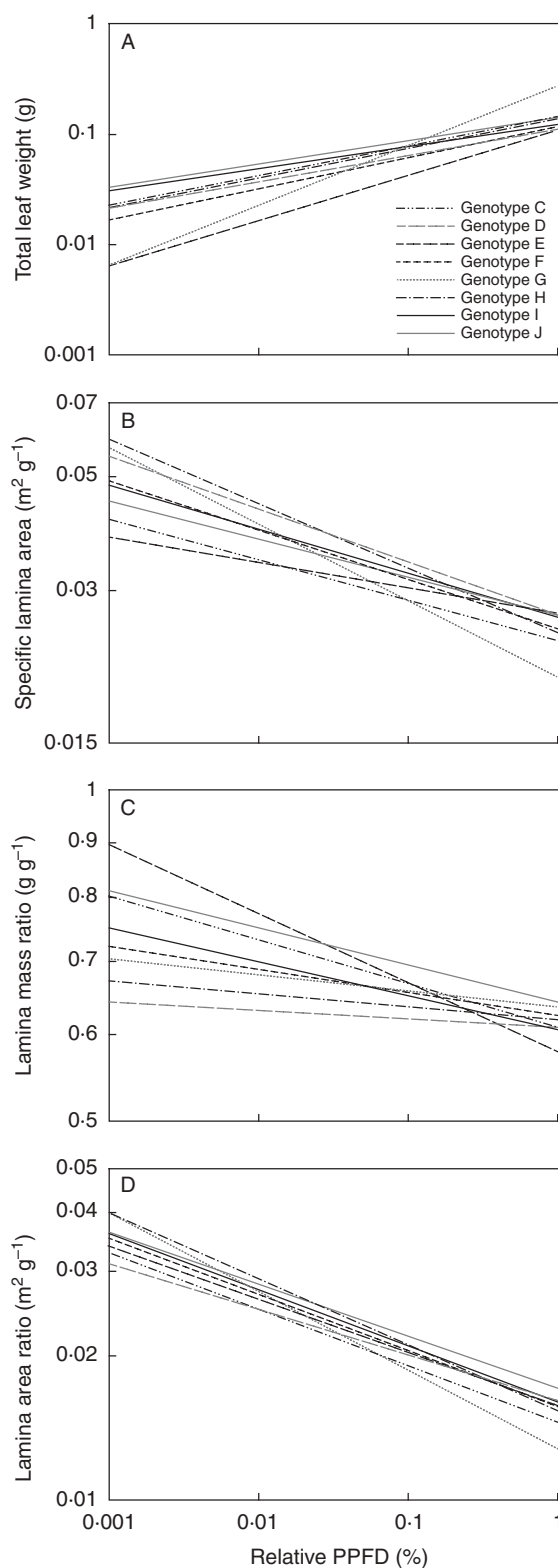 A
Total leaf weight (g)
1
0·1
0·01
0·001
Genotype C
Genotype D
Genotype E
Genotype F
Genotype G
Genotype H
Genotype I
Genotype J
B
Specific lamina area (m² g⁻¹)
0·07
0·05
0·03
0·015
C
Lamina mass ratio (g g⁻¹)
1
0·9
0·8
0·7
0·6
0·5
D
Lamina area ratio (m² g⁻¹)
0·05
0·04
0·03
0·02
0·01
0·001 0·01 0·1 1
Relative PPFD (%)